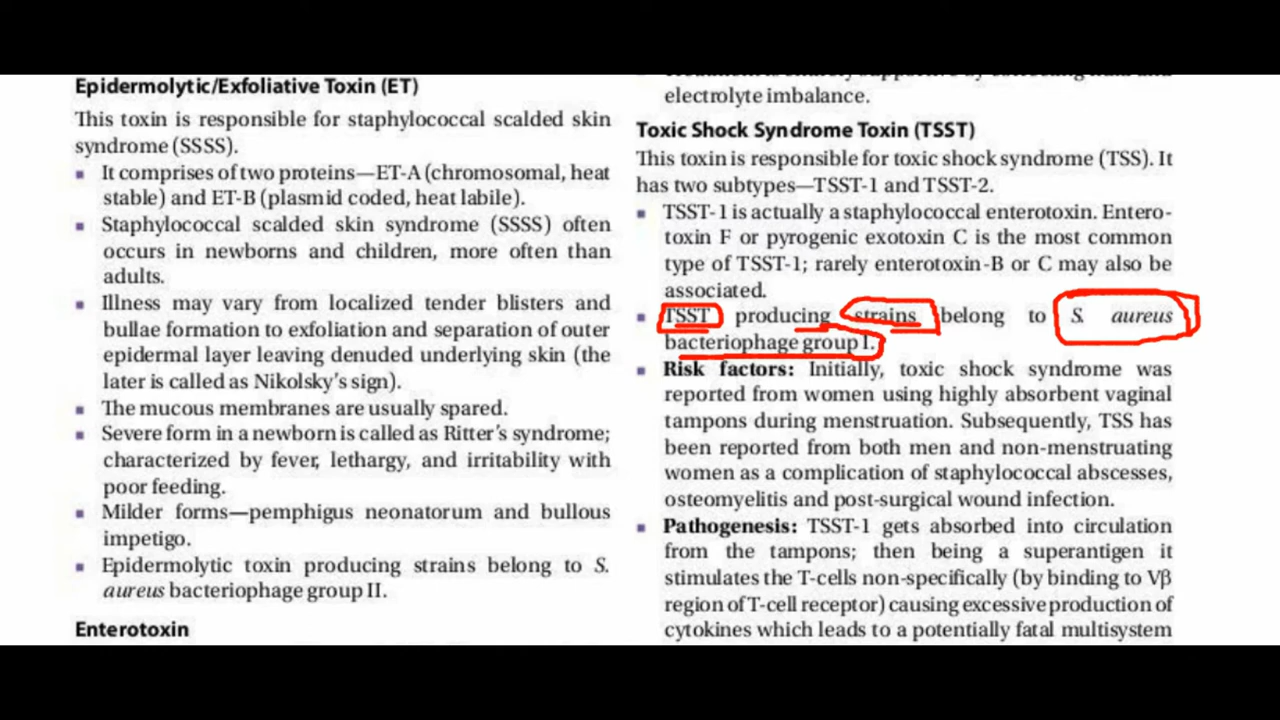 Epidermolytic/Exfoliative Toxin (ET)
This toxin is responsible for staphylococcal scalded skin
syndrome (SSSS).
▪ It comprises of two proteins—ET-A (chromosomal, heat
stable) and ET-B (plasmid coded, heat labile).
▪ Staphylococcal scalded skin syndrome (SSSS) often
occurs in newborns and children, more often than
adults.
▪ Illness may vary from localized tender blisters and
bullae formation to exfoliation and separation of outer
epidermal layer leaving denuded underlying skin (the
later is called as Nikolsky's sign).
▪ The mucous membranes are usually spared.
▪ Severe form in a newborn is called as Ritter's syndrome;
characterized by fever, lethargy, and irritability with
poor feeding.
▪ Milder forms—pemphigus neonatorum and bullous
impetigo.
▪ Epidermolytic toxin producing strains belong to S.
aureus bacteriophage group II.
Enterotoxin
electrolyte imbalance.
Toxic Shock Syndrome Toxin (TSST)
This toxin is responsible for toxic shock syndrome (TSS). It
has two subtypes—TSST-1 and TSST-2.
▪ TSST-1 is actually a staphylococcal enterotoxin. Entero-
toxin F or pyrogenic exotoxin C is the most common
type of TSST-1; rarely enterotoxin-B or C may also be
associated.
▪ TSST producing strains belong to S. aureus
bacteriophage group I.
▪ Risk factors: Initially, toxic shock syndrome was
reported from women using highly absorbent vaginal
tampons during menstruation. Subsequently, TSS has
been reported from both men and non-menstruating
women as a complication of staphylococcal abscesses,
osteomyelitis and post-surgical wound infection.
▪ Pathogenesis: TSST-1 gets absorbed into circulation
from the tampons; then being a superantigen it
stimulates the T-cells non-specifically (by binding to Vβ
region of T-cell receptor) causing excessive production of
cytokines which leads to a potentially fatal multisystem